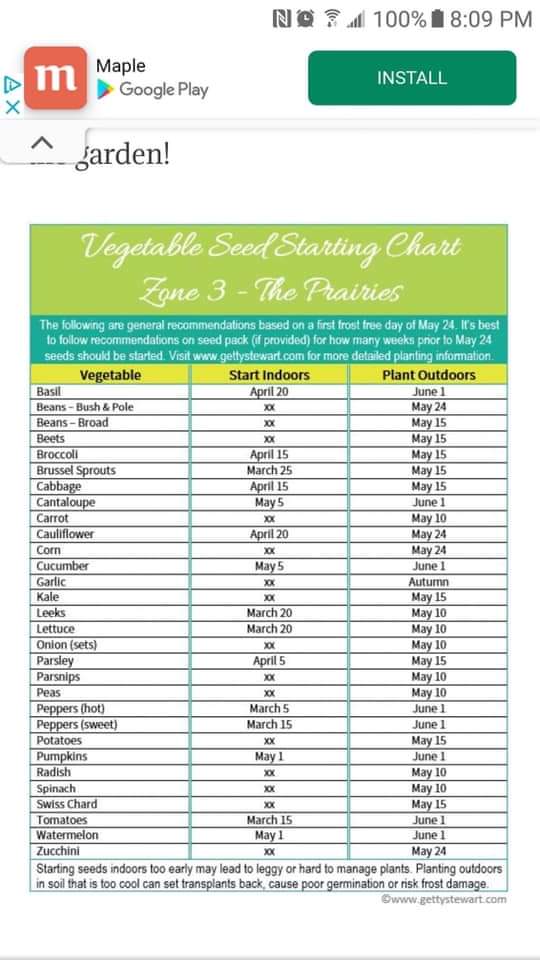 100% 8:09 PM
Maple
m
Google Play
INSTALL
garden!
Vegetable Seed Starting Chart
Zone 3 - The Prairies
The following are general recommendations based on a first frost free day of May 24. It's best
to follow recommendations on seed pack (if provided) for how many weeks prior to May 24
seeds should be started. Visit www.gettystewart.com for more detailed planting information.
Vegetable Start Indoors Plant Outdoors
Basil April 20 June 1
Beans – Bush & Pole xx May 24
Beans – Broad xx May 15
Beets xx May 15
Broccoli April 15 May 15
Brussel Sprouts March 25 May 15
Cabbage April 15 May 15
Cantaloupe May 5 June 1
Carrot xx May 10
Cauliflower April 20 May 24
Corn xx May 24
Cucumber May 5 June 1
Garlic xx Autumn
Kale xx May 15
Leeks March 20 May 10
Lettuce March 20 May 10
Onion (sets) xx May 10
Parsley April 5 May 15
Parsnips xx May 10
Peas xx May 10
Peppers (hot) March 5 June 1
Peppers (sweet) March 15 June 1
Potatoes xx May 15
Pumpkins May 1 June 1
Radish xx May 10
Spinach xx May 10
Swiss Chard xx May 15
Tomatoes March 15 June 1
Watermelon May 1 June 1
Zucchini xx May 24
Starting seeds indoors too early may lead to leggy or hard to manage plants. Planting outdoors
in soil that is too cool can set transplants back, cause poor germination or risk frost damage.
©www.gettystewart.com